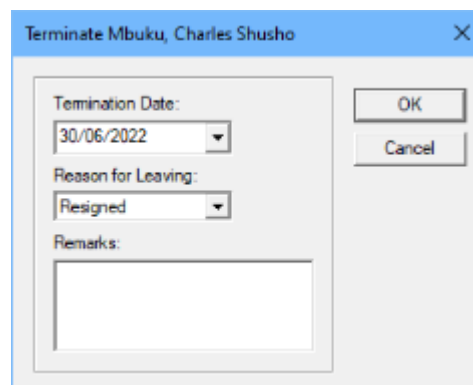 Terminate Mbuku, Charles Shusho
Termination Date:
30/06/2022
Reason for Leaving:
Resigned
Remarks:
OK
Cancel